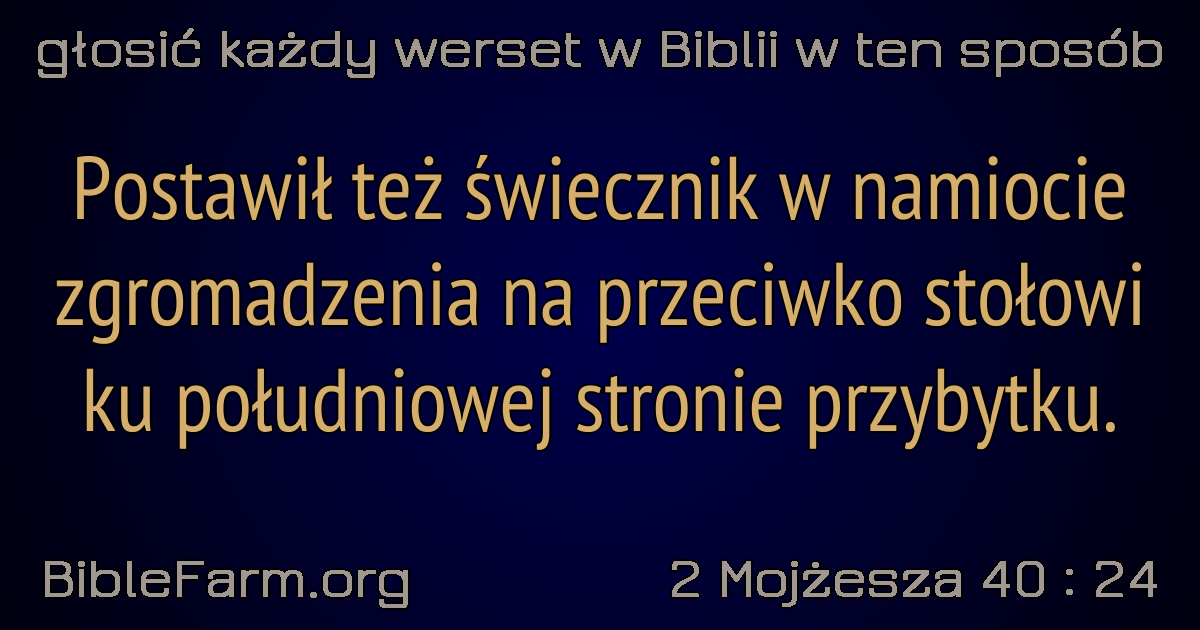 głosić każdy werset w Biblii w ten sposób
Postawił też świecznik w namiocie
zgromadzenia na przeciwko stołowi
ku południowej stronie przybytku.
BibleFarm.org
2 Mojżesza 40 : 24